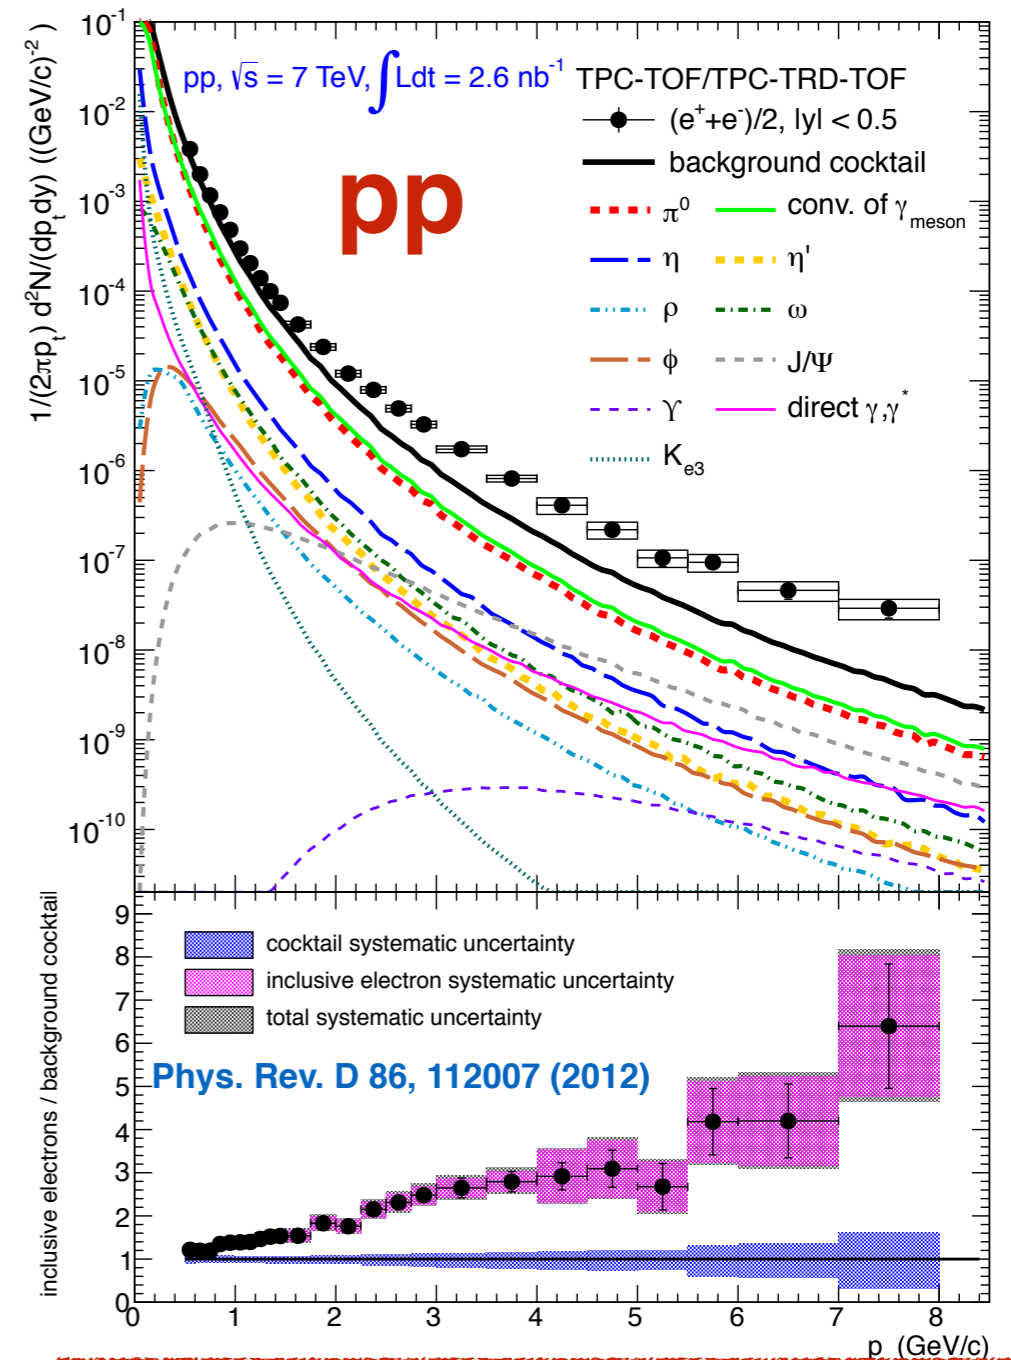 pp, √s = 7 TeV, ∫Ldt = 2.6 nb⁻¹
TPC-TOF/TPC-TRD-TOF
(e⁺+e⁻)/2, |y| < 0.5
background cocktail
π⁰
conv. of γ_meson
η
η'
ρ
ω
ϕ
J/Ψ
ϒ
direct γ,γ*
K_e3
pp
1/(2πp_t) d²N/(dp_t dy) ((GeV/c)⁻²)
10⁻¹
10⁻²
10⁻³
10⁻⁴
10⁻⁵
10⁻⁶
10⁻⁷
10⁻⁸
10⁻⁹
10⁻¹⁰
inclusive electrons / background cocktail
9
8
7
6
5
4
3
2
1
0
cocktail systematic uncertainty
inclusive electron systematic uncertainty
total systematic uncertainty
Phys. Rev. D 86, 112007 (2012)
0 1 2 3 4 5 6 7 8
p (GeV/c)